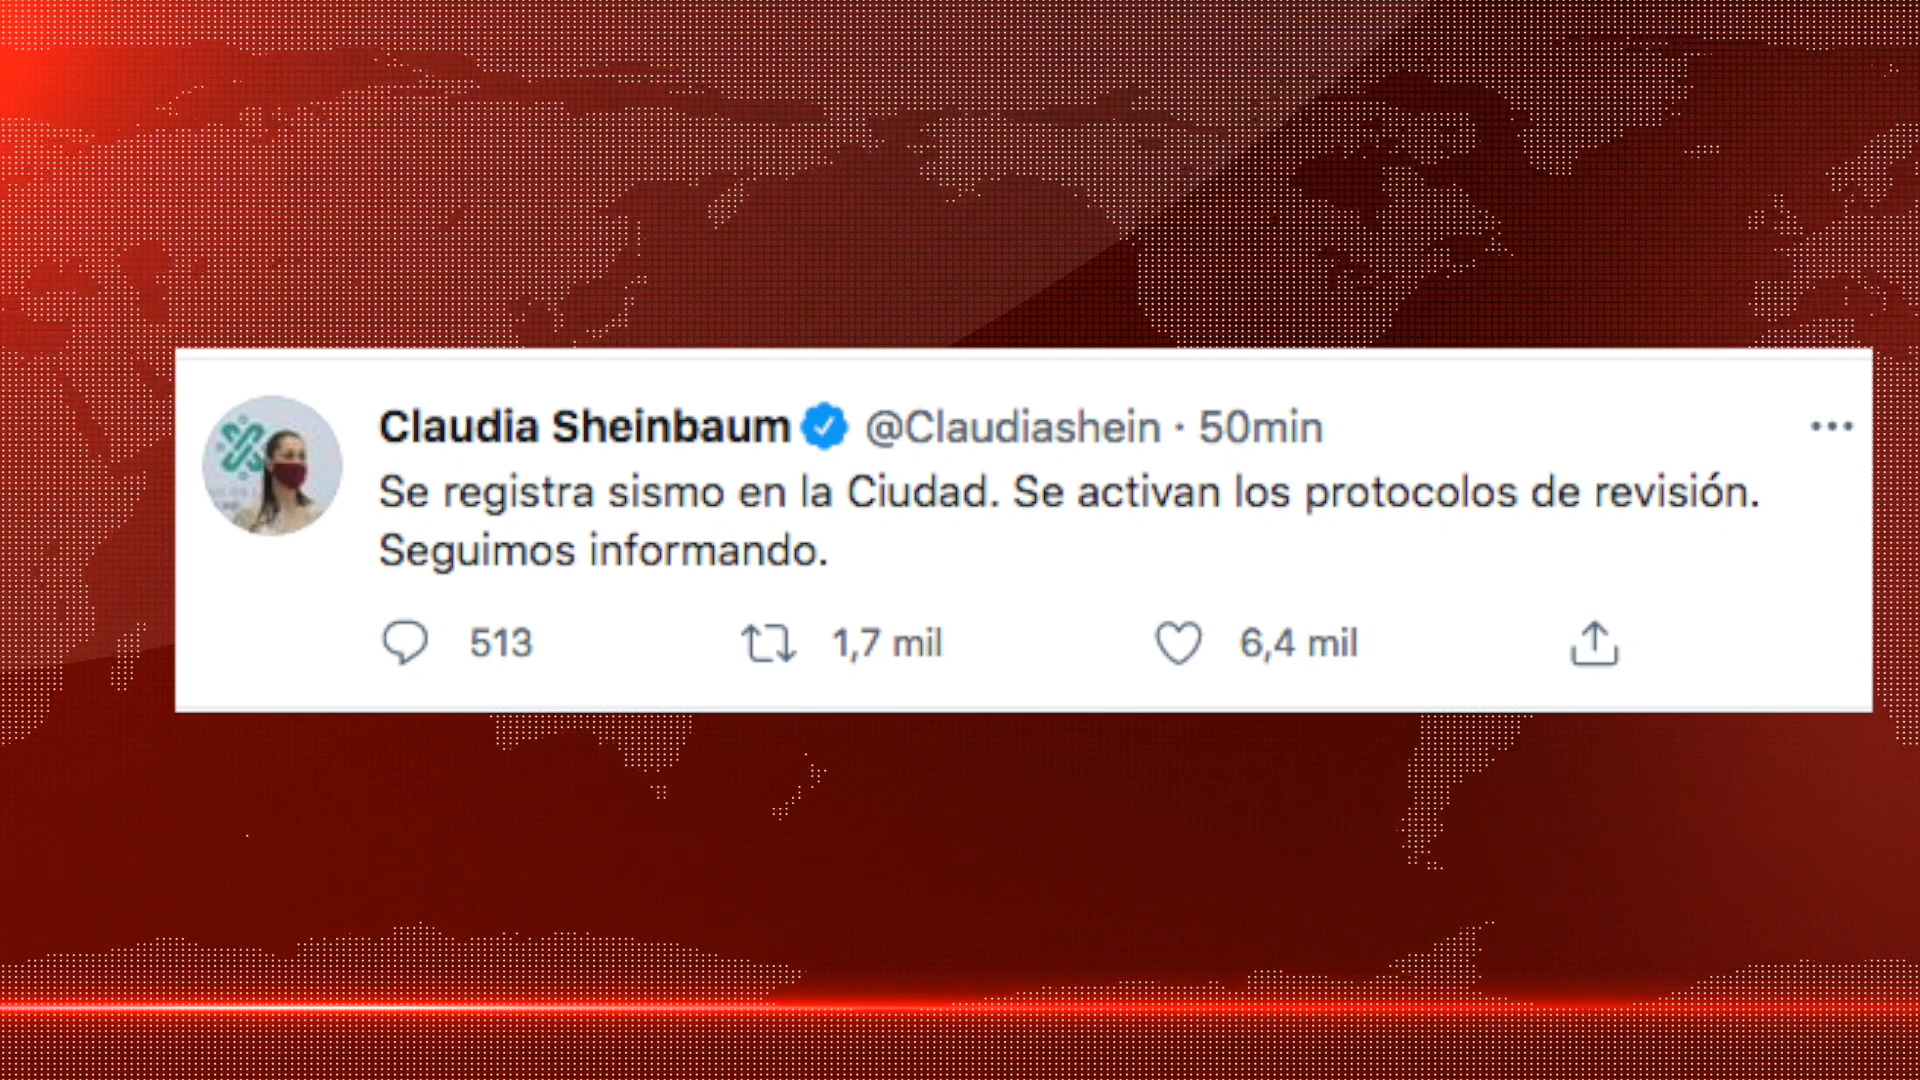 Claudia Sheinbaum @Claudiashein · 50min
Se registra sismo en la Ciudad. Se activan los protocolos de revisión.
Seguimos informando.
513 1,7 mil 6,4 mil